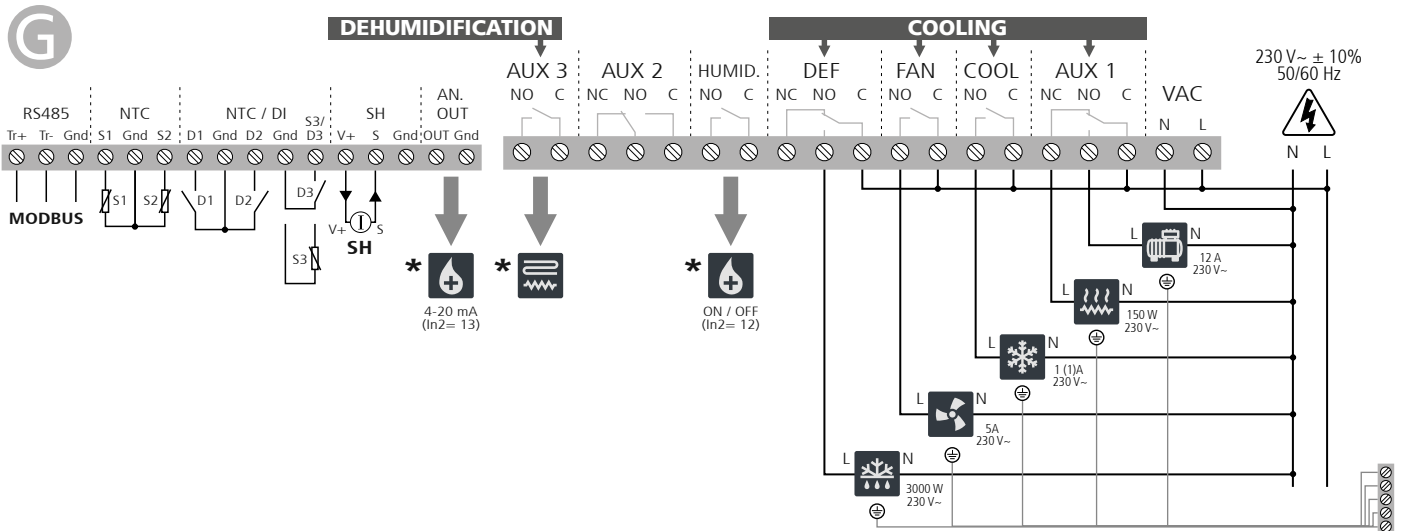 G
DEHUMIDIFICATION
COOLING
230 V~ ± 10%
50/60 Hz
AUX 3 AUX 2 HUMID. DEF FAN COOL AUX 1 VAC
NO C NC NO C NO C NC NO C NO C NO C NC NO C N L
RS485 NTC NTC / DI S3/ D3 SH AN. OUT
Tr+ Tr- Gnd S1 Gnd S2 D1 Gnd D2 Gnd V+ S Gnd OUT Gnd
N L
MODBUS
S1 S2 D1 D2 D3
S3
V+ S
SH
* * *
4-20 mA
(In2= 13)
ON / OFF
(In2= 12)
L N
12 A
230 V~
L N
150 W
230 V~
L N
1 (1)A
230 V~
L N
5A
230 V~
L N
3000 W
230 V~